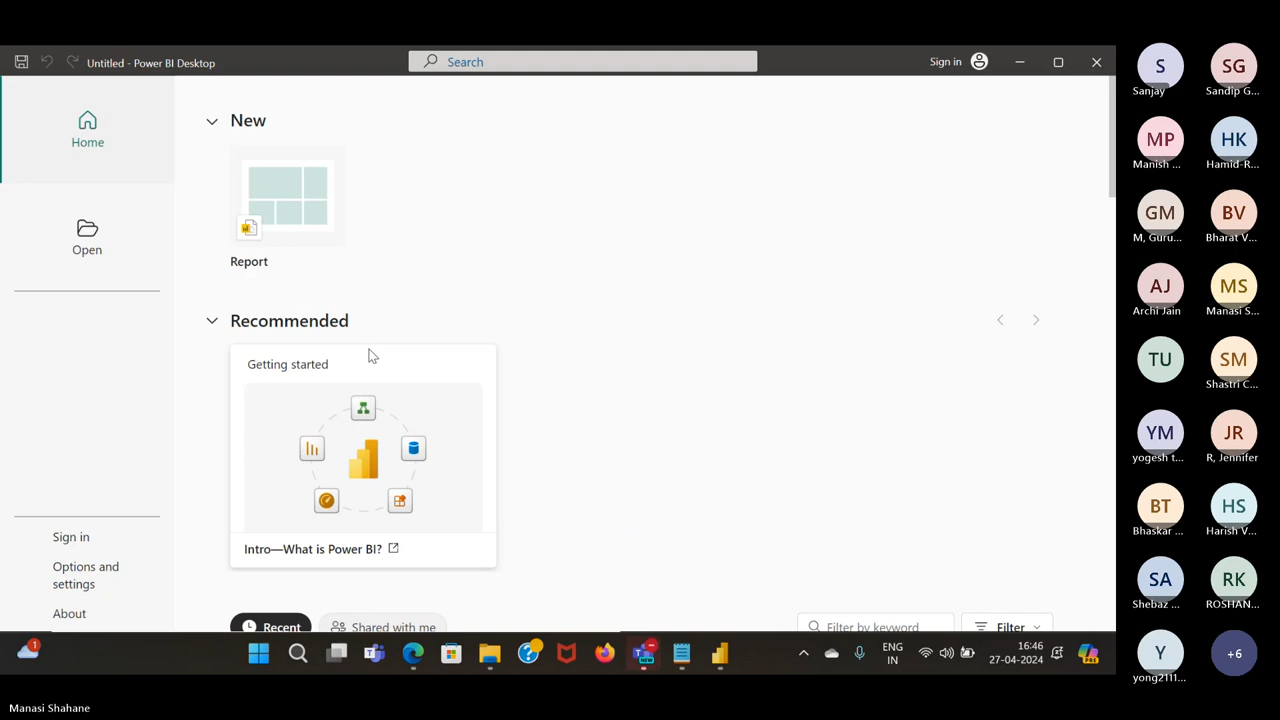 Untitled - Power BI Desktop
Search
Sign in
Home
Open
Sign in
Options and
settings
About
New
Report
Recommended
Getting started
Intro—What is Power BI?
Recent
Shared with me
Filter by keyword
Filter
1
NEW
ENG
IN
16:46
27-04-2024
PRE
Manasi Shahane
S
Sanjay
SG
Sandip G...
MP
Manish ...
HK
Hamid-R...
GM
M, Guru...
BV
Bharat V...
AJ
Archi Jain
MS
Manasi S...
TU
SM
Shastri C...
YM
yogesh t...
JR
R, Jennifer
BT
Bhaskar ...
HS
Harish V...
SA
Shebaz ...
RK
ROSHAN...
Y
yong2111...
+6